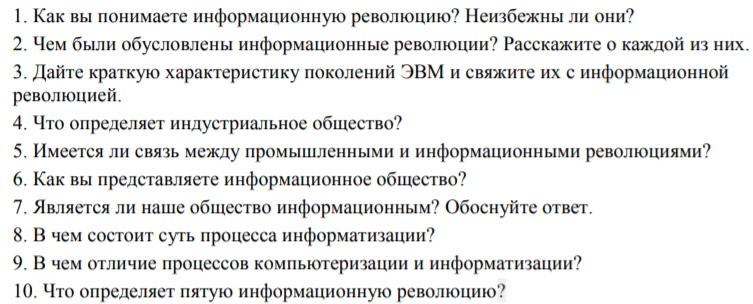 1. Как вы понимаете информационную революцию? Неизбежны ли они?
2. Чем были обусловлены информационные революции? Расскажите о каждой из них.
3. Дайте краткую характеристику поколений ЭВМ и свяжите их с информационной
революцией.
4. Что определяет индустриальное общество?
5. Имеется ли связь между промышленными и информационными революциями?
6. Как вы представляете информационное общество?
7. Является ли наше общество информационным? Обоснуйте ответ.
8. В чем состоит суть процесса информатизации?
9. В чем отличие процессов компьютеризации и информатизации?
10. Что определяет пятую информационную революцию?